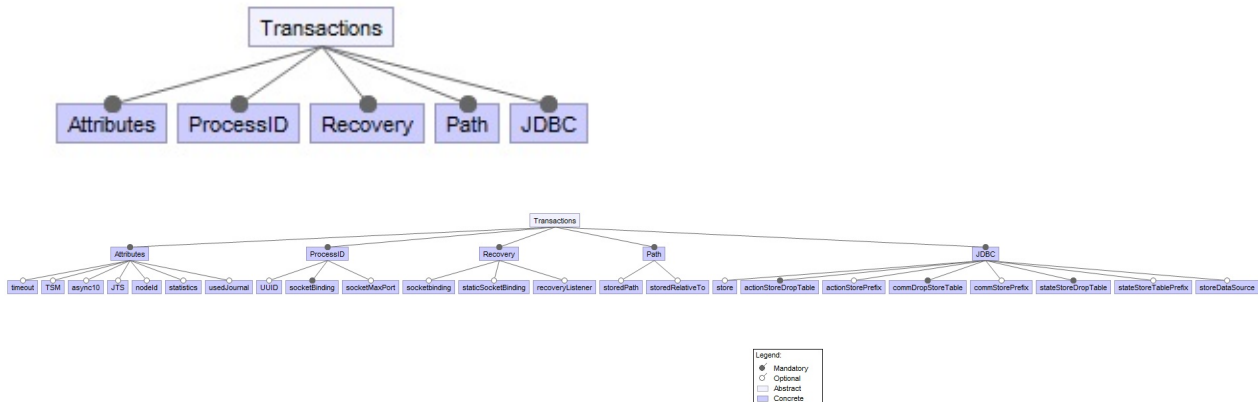 Transactions
Attributes ProcessID Recovery Path JDBC
Transactions
Attributes ProcessID Recovery Path JDBC
timeout TSM async10 JTS nodeId statistics usedJournal UUID socketBinding socketMaxPort socketbinding staticSocketBinding recoveryListener storedPath storedRelativeTo store actionStoreDropTable actionStorePrefix commDropStoreTable commStorePrefix stateStoreDropTable stateStoreTablePrefix storeDataSource
Legend:
Mandatory
Optional
Abstract
Concrete